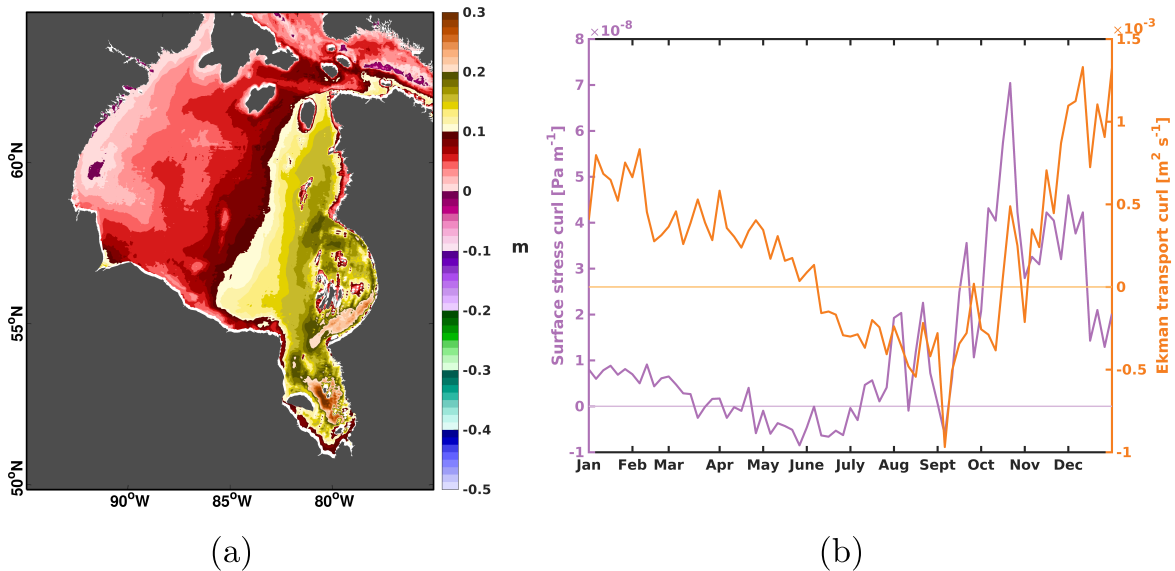 0.3
0.2
0.1
0
-0.1
-0.2
-0.3
-0.4
-0.5
m
60°N
55°N
50°N
90°W 85°W 80°W
(a)
×10⁻⁸
8
7
6
5
4
3
2
1
0
-1
Surface stress curl [Pa m⁻¹]
×10⁻³
1.5
1
0.5
0
-0.5
-1
Ekman transport curl [m² s⁻¹]
Jan Feb Mar Apr May June July Aug Sept Oct Nov Dec
(b)